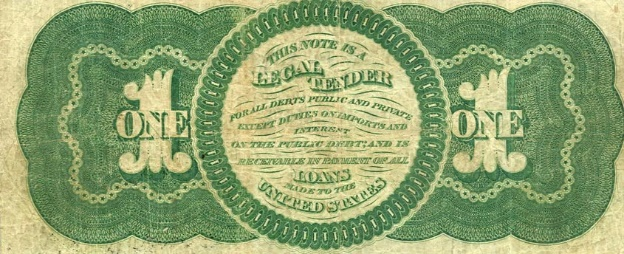 1
ONE
THIS NOTE IS A
LEGAL TENDER
FOR ALL DEBTS PUBLIC AND PRIVATE
EXCEPT DUTIES ON IMPORTS AND
INTEREST
ON THE PUBLIC DEBT; AND IS
RECEIVABLE IN PAYMENT OF ALL
LOANS
MADE TO THE
UNITED STATES
1
ONE